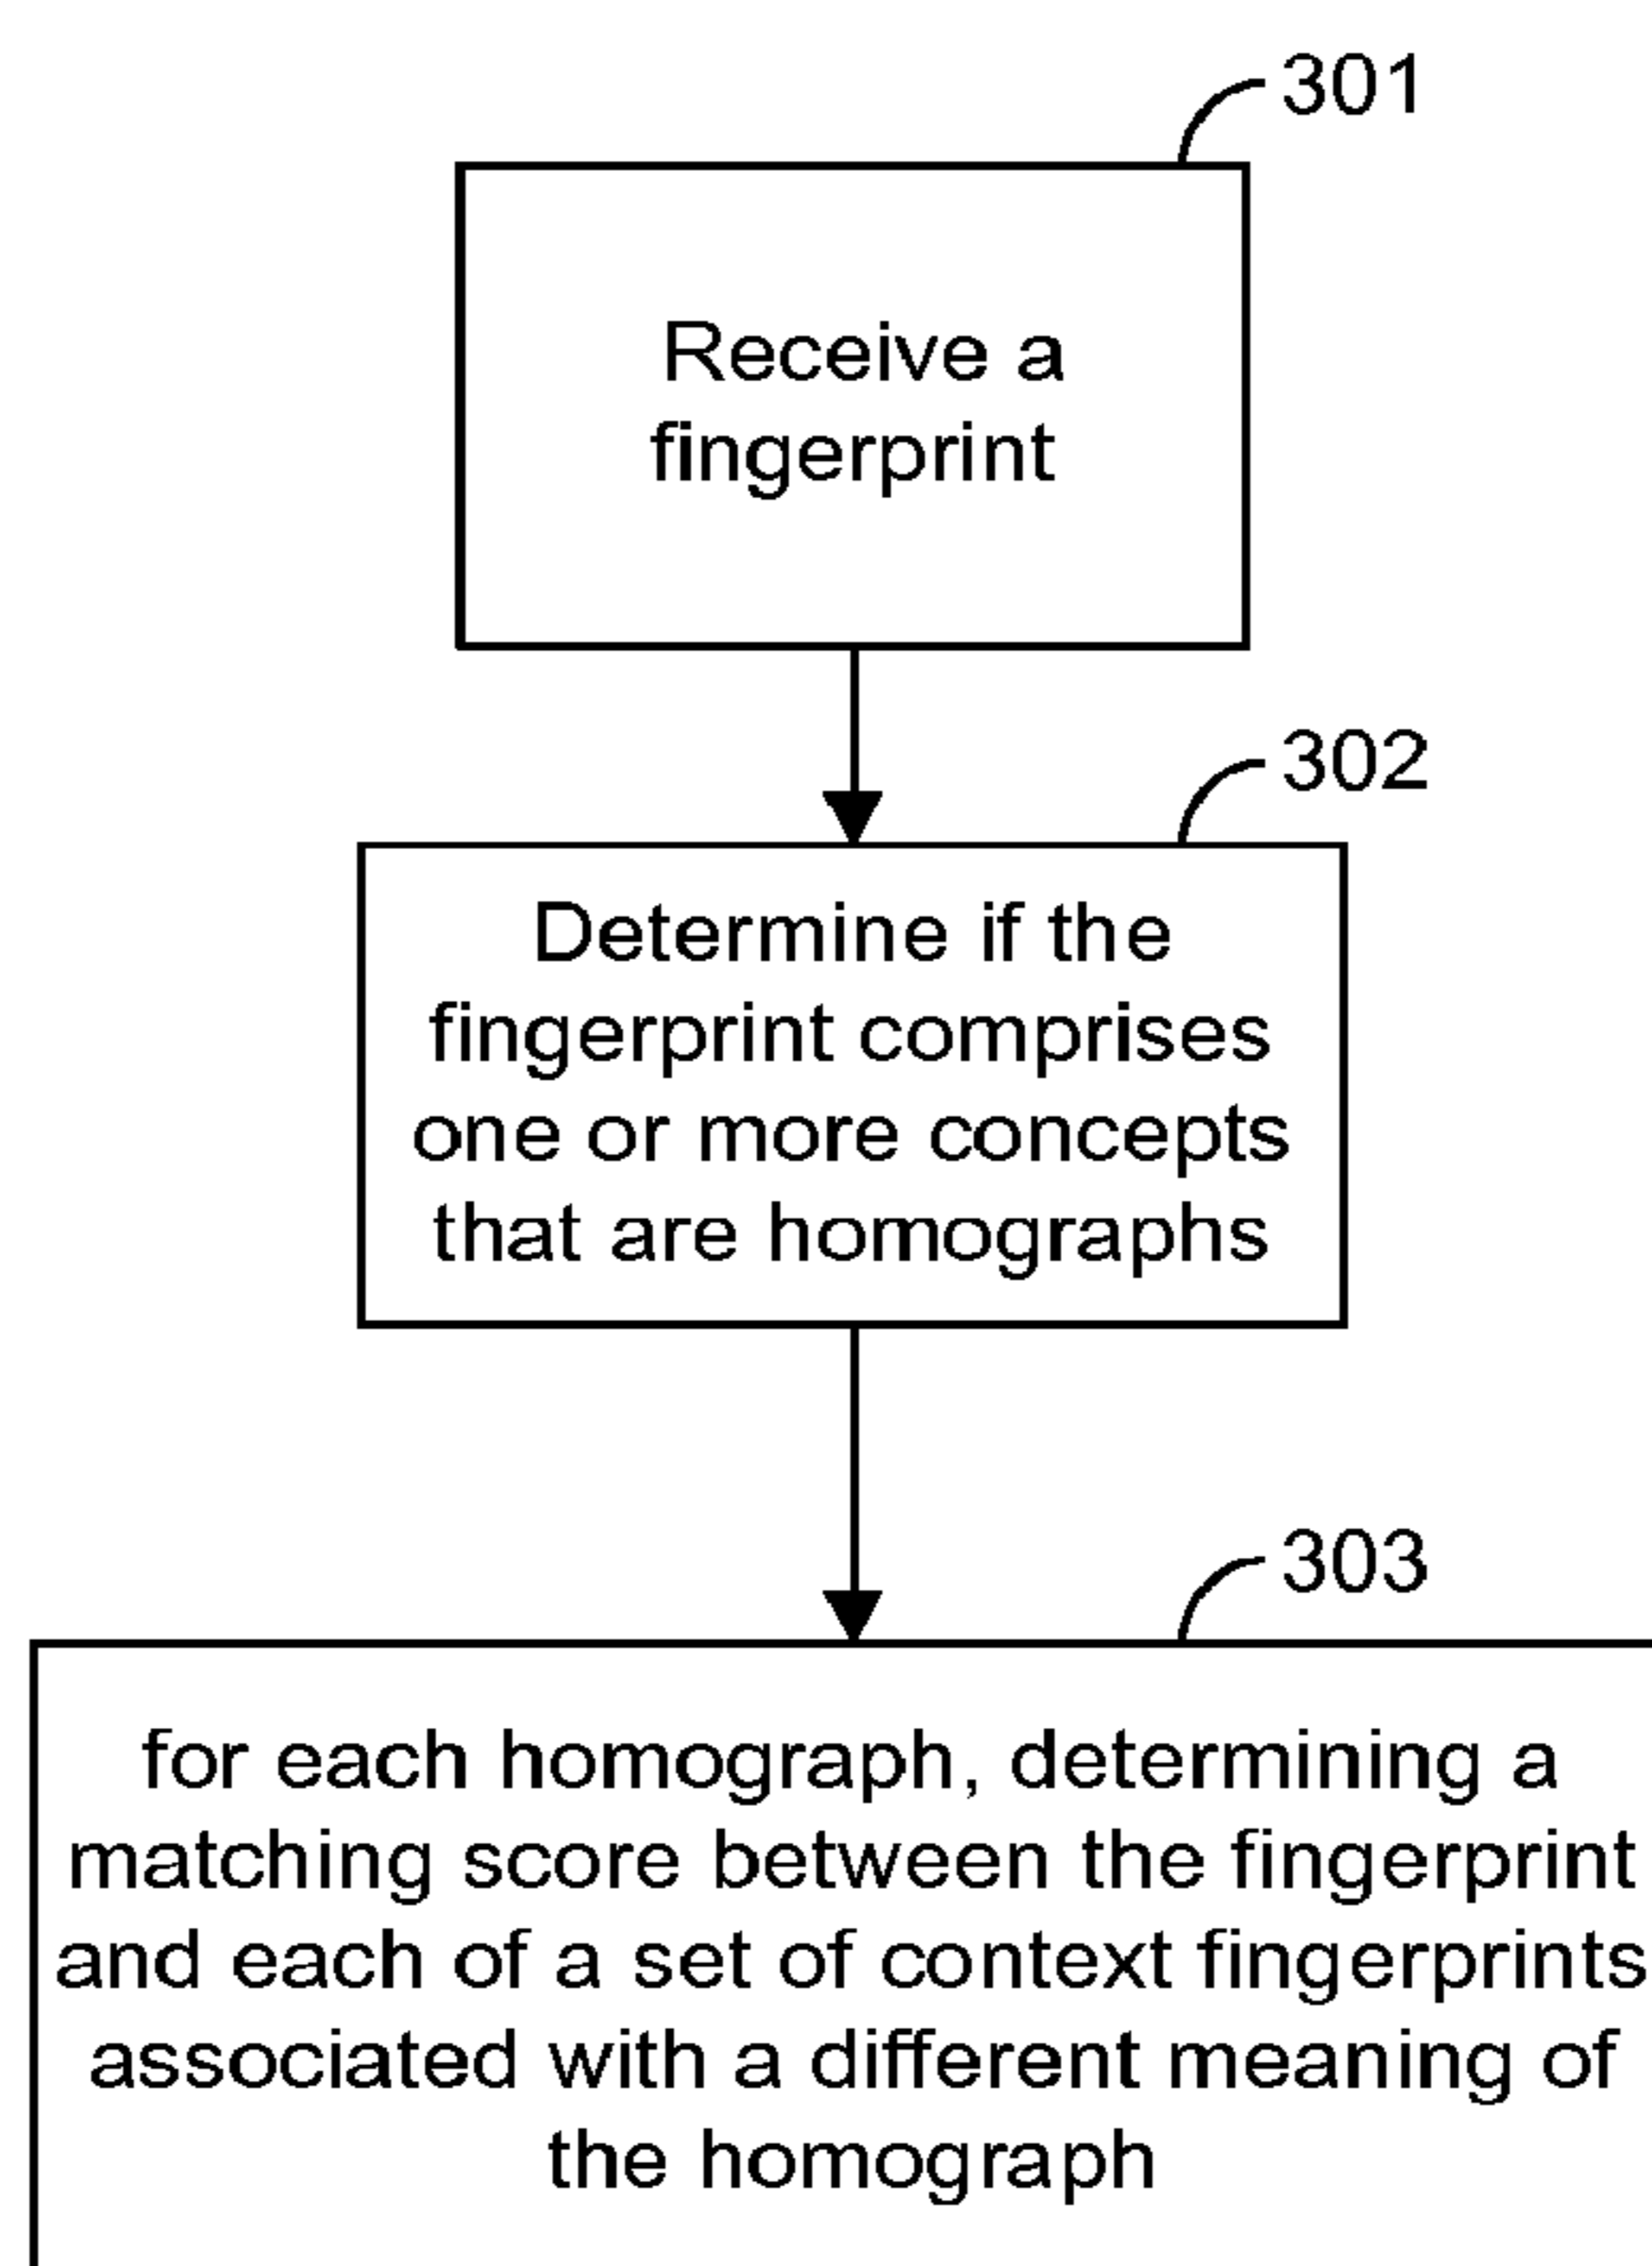 301
Receive a
fingerprint
302
Determine if the
fingerprint comprises
one or more concepts
that are homographs
303
for each homograph, determining a
matching score between the fingerprint
and each of a set of context fingerprints
associated with a different meaning of
the homograph